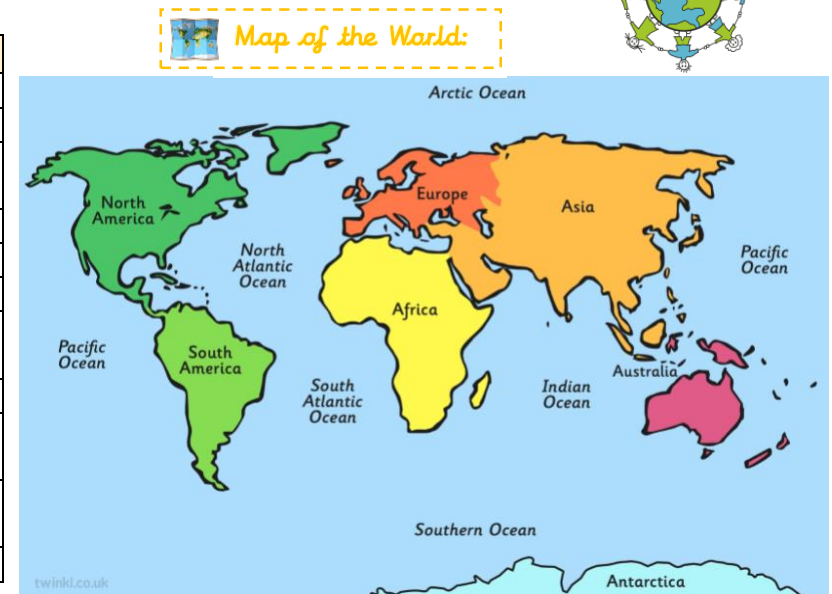 Map of the World:
Arctic Ocean
North
America
Europe
Asia
North
Atlantic
Ocean
Pacific
Ocean
Africa
Pacific
Ocean
South
America
South
Atlantic
Ocean
Indian
Ocean
Australia
Southern Ocean
Antarctica
twinkl.co.uk